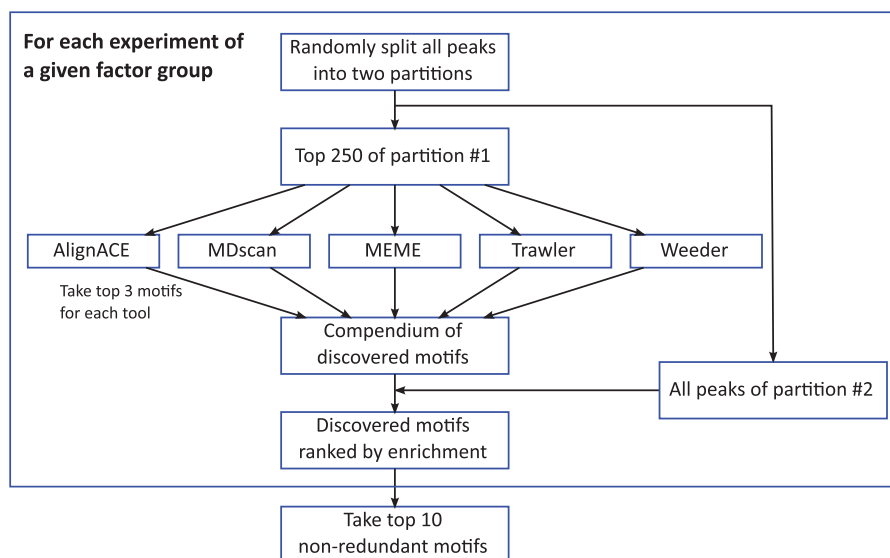 For each experiment of
a given factor group
Randomly split all peaks
into two partitions
Top 250 of partition #1
AlignACE
MDscan
MEME
Trawler
Weeder
Take top 3 motifs
for each tool
Compendium of
discovered motifs
All peaks of partition #2
Discovered motifs
ranked by enrichment
Take top 10
non-redundant motifs